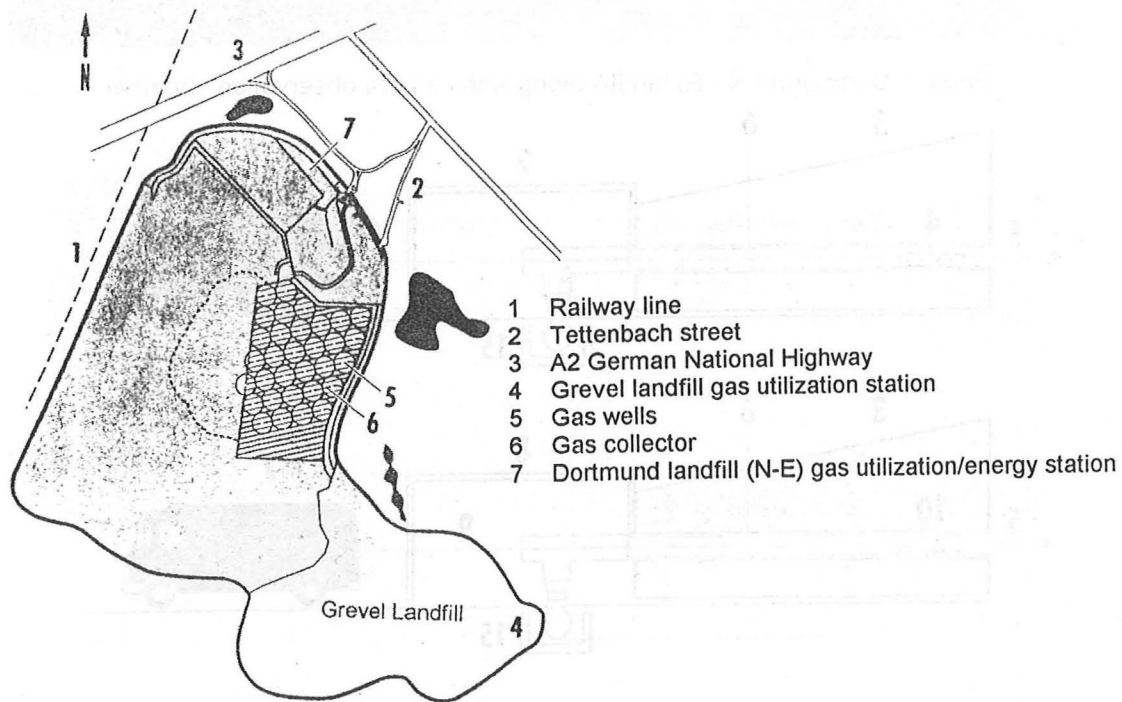 N
3
7
2
1
5
6
1 Railway line
2 Tettenbach street
3 A2 German National Highway
4 Grevel landfill gas utilization station
5 Gas wells
6 Gas collector
7 Dortmund landfill (N-E) gas utilization/energy station
Grevel Landfill
4